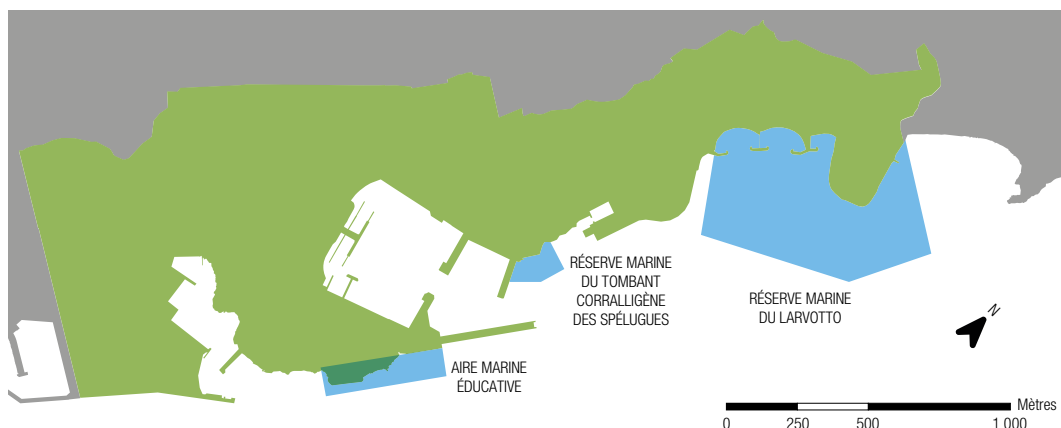 RÉSERVE MARINE
DU TOMBANT
CORRALLIGÈNE
DES SPÉLUGUES
RÉSERVE MARINE
DU LARVOTTO
AIRE MARINE
ÉDUCATIVE
N
Mètres
0 250 500 1 000